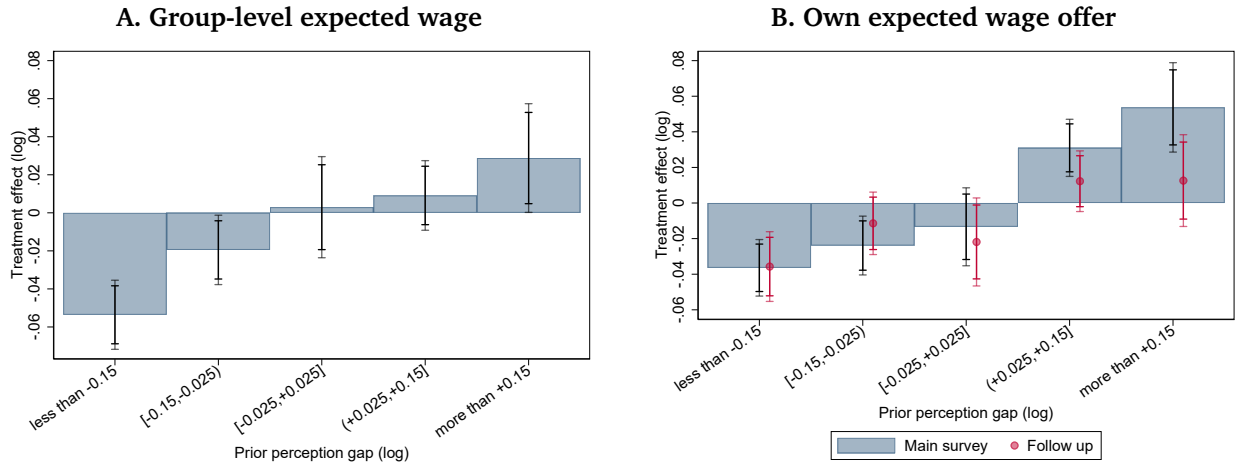 A. Group-level expected wage
Treatment effect (log)
.08
.06
.04
.02
0
-.02
-.04
-.06
less than -0.15
[-0.15,-0.025)
[-0.025,+0.025]
(+0.025,+0.15]
more than +0.15
Prior perception gap (log)
B. Own expected wage offer
Treatment effect (log)
.08
.06
.04
.02
0
-.02
-.04
-.06
less than -0.15
[-0.15,-0.025)
[-0.025,+0.025]
(+0.025,+0.15]
more than +0.15
Prior perception gap (log)
Main survey
Follow up